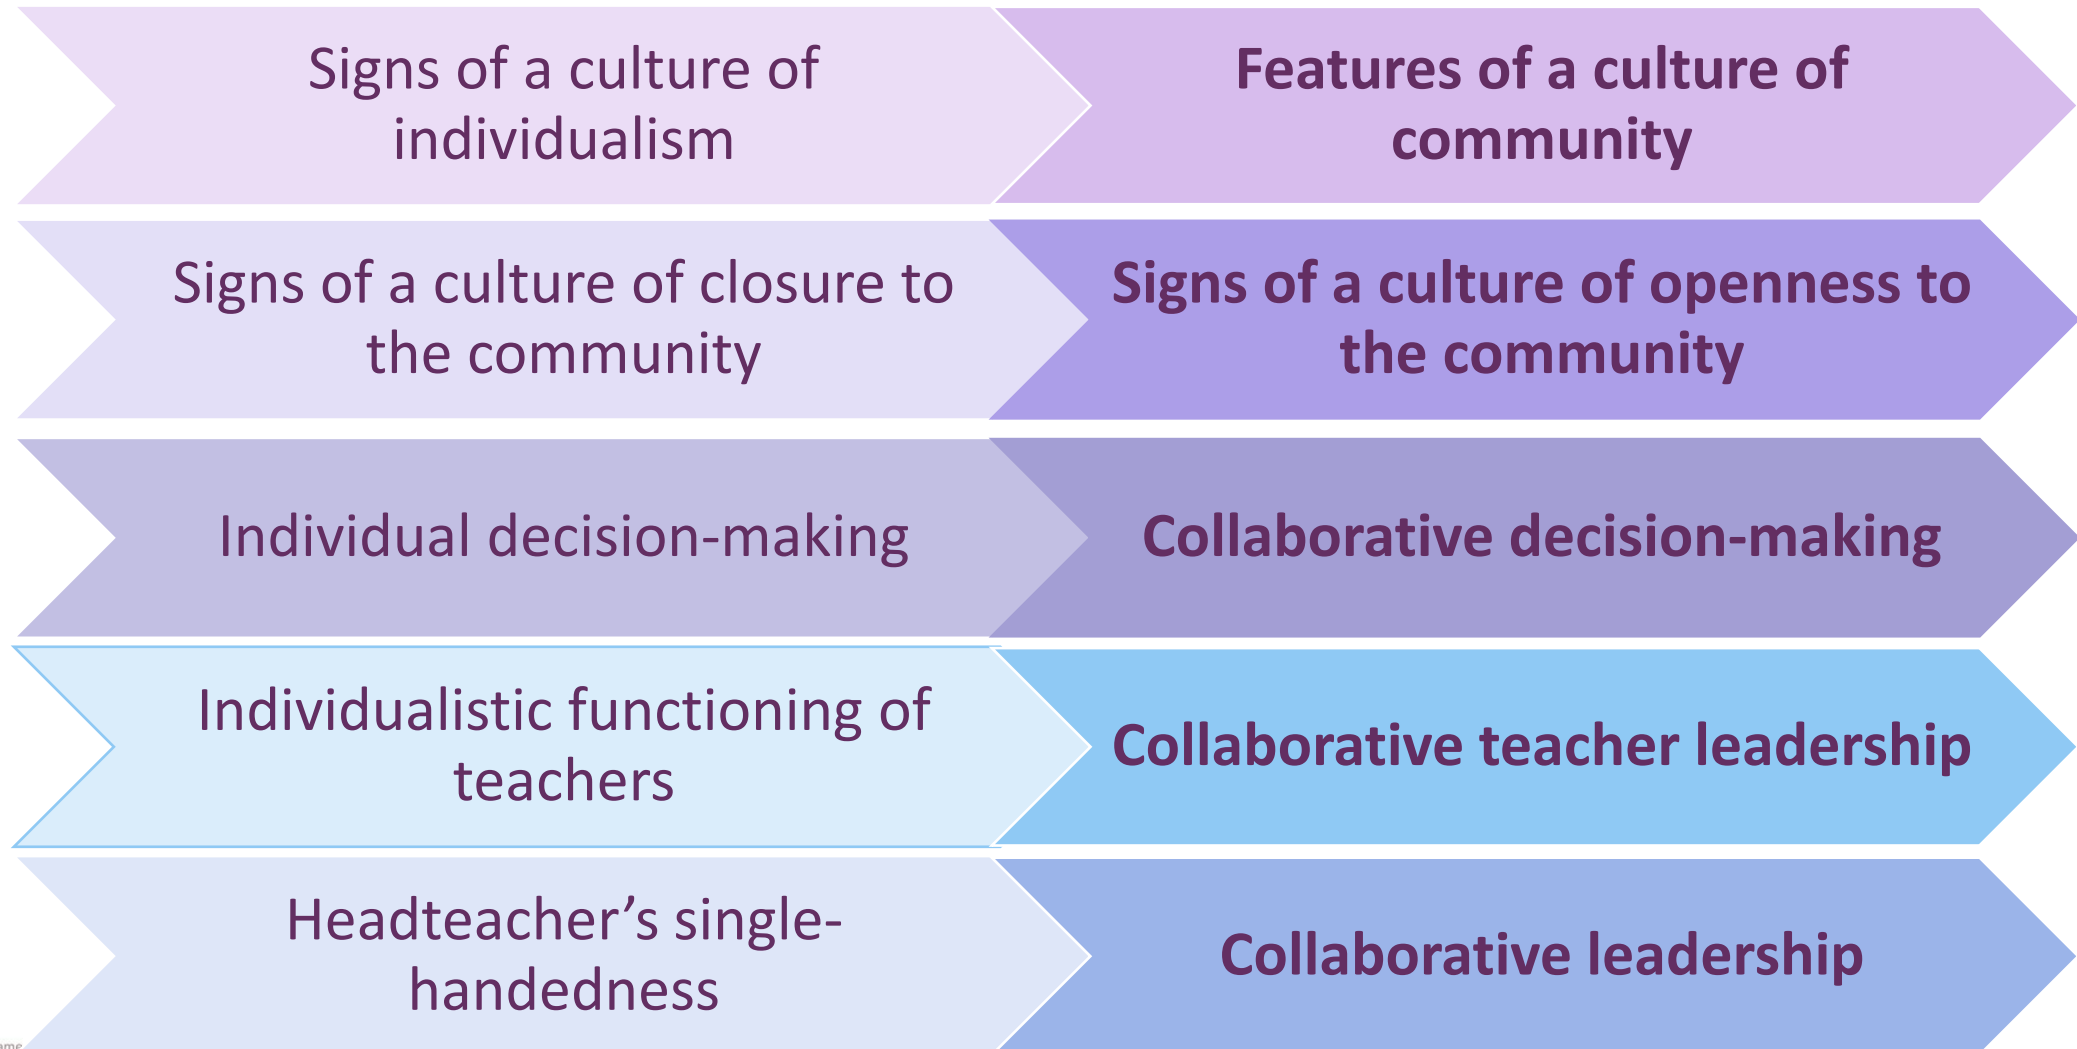 Signs of a culture of
individualism
Features of a culture of
community
Signs of a culture of closure to
the community
Signs of a culture of openness to
the community
Individual decision-making
Collaborative decision-making
Individualistic functioning of
teachers
Collaborative teacher leadership
Headteacher’s single-
handedness
Collaborative leadership